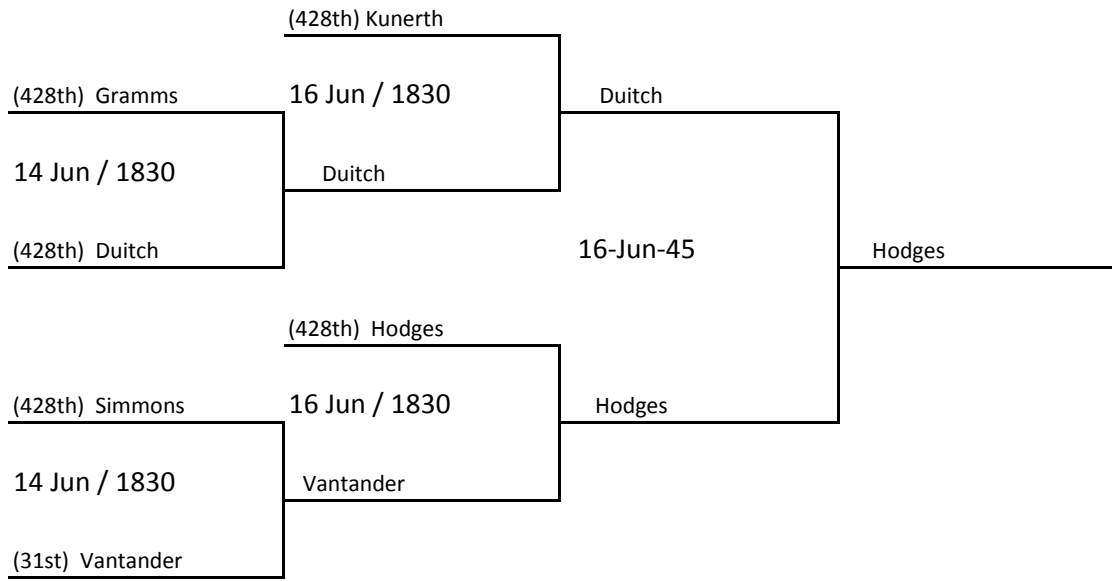 (428th) Kunerth
(428th) Gramms
16 Jun / 1830
Duitch
14 Jun / 1830
Duitch
(428th) Duitch
16-Jun-45
Hodges
(428th) Hodges
(428th) Simmons
16 Jun / 1830
Hodges
14 Jun / 1830
Vantander
(31st) Vantander